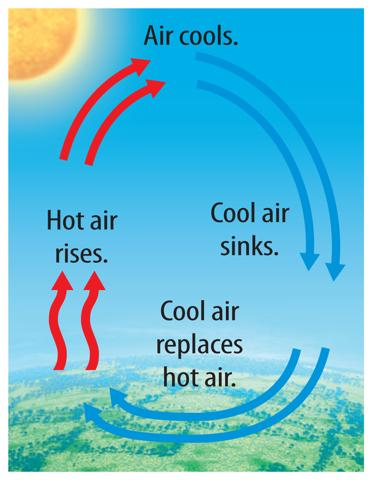 Air cools.
Hot air
rises.
Cool air
sinks.
Cool air
replaces
hot air.